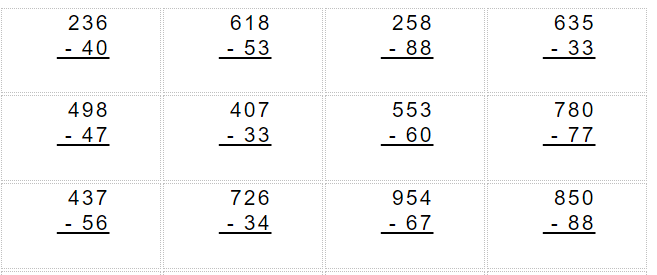 236 618 258 635
- 40 - 53 - 88 - 33
498 407 553 780
- 47 - 33 - 60 - 77
437 726 954 850
- 56 - 34 - 67 - 88